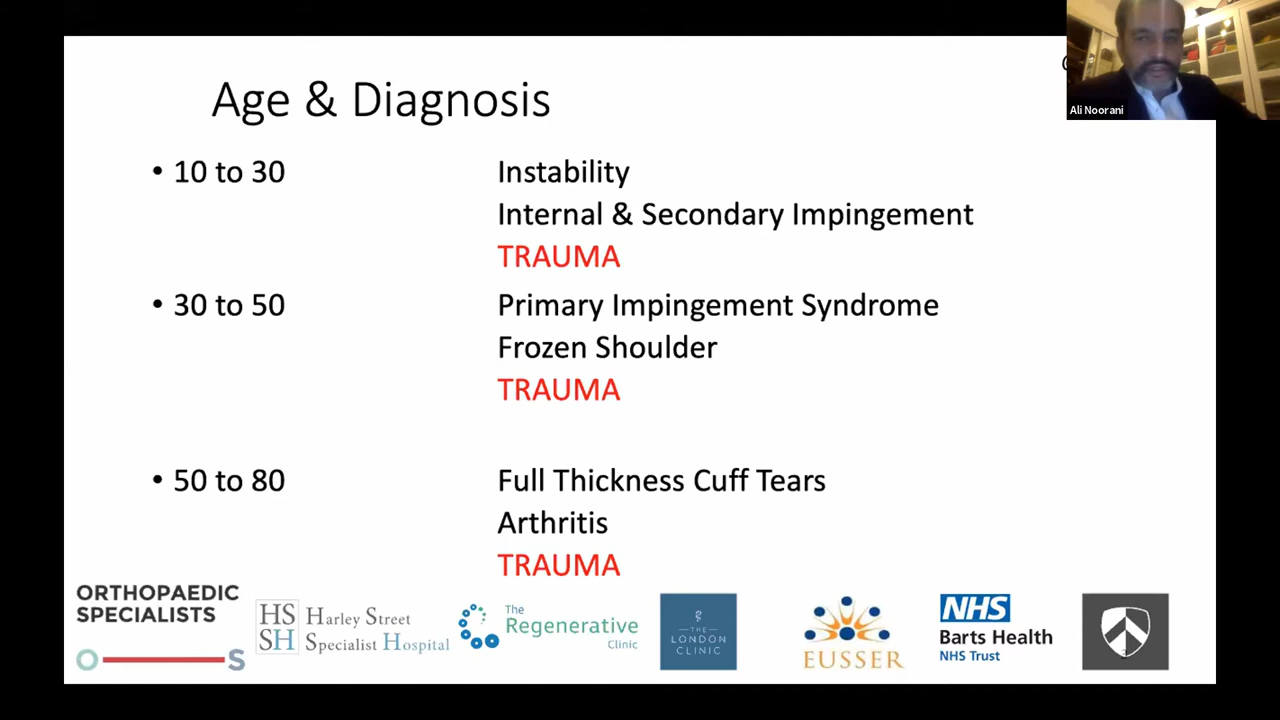 Age & Diagnosis
Ali Noorani
• 10 to 30 Instability
Internal & Secondary Impingement
TRAUMA
• 30 to 50 Primary Impingement Syndrome
Frozen Shoulder
TRAUMA
• 50 to 80 Full Thickness Cuff Tears
Arthritis
TRAUMA
ORTHOPAEDIC
SPECIALISTS
O S
HS
SH
Harley Street
Specialist Hospital
The
Regenerative
Clinic
THE
LONDON
CLINIC
EUSSER
NHS
Barts Health
NHS Trust